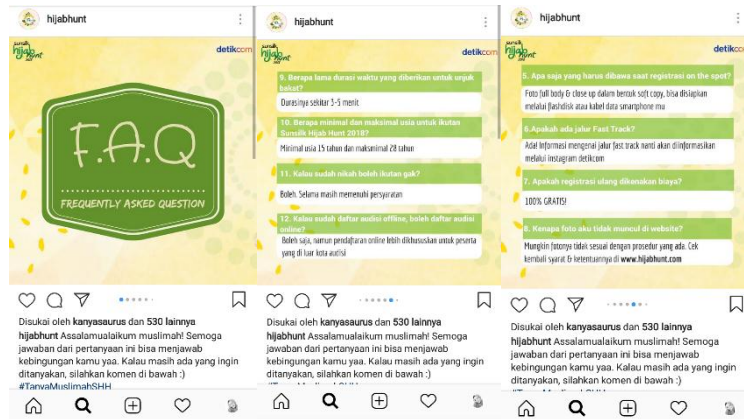 hijabhunt
sunsilk
hijab
Hunt
2018
detikcom
F.A.Q
FREQUENTLY ASKED QUESTION
Disukai oleh kanyasaurus dan 530 lainnya
hijabhunt Assalamualaikum muslimah! Semoga
jawaban dari pertanyaan ini bisa menjawab
kebingungan kamu yaa. Kalau masih ada yang ingin
ditanyakan, silahkan komen di bawah :)
#TanyaMuslimahSHH
hijabhunt
sunsilk
hijab
Hunt
2018
detikcom
9. Berapa lama durasi waktu yang diberikan untuk unjuk
bakat?
Durasinya sekitar 3-5 menit
10. Berapa minimal dan maksimal usia untuk ikutan
Sunsilk Hijab Hunt 2018?
Minimal usia 15 tahun dan maksmimal 28 tahun
11. Kalau sudah nikah boleh ikutan gak?
Boleh. Selama masih memenuhi persyaratan
12. Kalau sudah daftar audisi offline, boleh daftar audisi
online?
Boleh saja, namun pendaftaran online lebih dikhususkan untuk peserta
yang di luar kota audisi
Disukai oleh kanyasaurus dan 530 lainnya
hijabhunt Assalamualaikum muslimah! Semoga
jawaban dari pertanyaan ini bisa menjawab
kebingungan kamu yaa. Kalau masih ada yang ingin
ditanyakan, silahkan komen di bawah :)
hijabhunt
sunsilk
hijab
Hunt
2018
detikcom
5. Apa saja yang harus dibawa saat registrasi on the spot?
Foto full body & close up dalam bentuk soft copy, bisa disiapkan
melalui flashdisk atau kabel data smartphone mu
6.Apakah ada jalur Fast Track?
Ada! Informasi mengenai jalur fast track nanti akan diinformasikan
melalui instagram detikcom
7. Apakah registrasi ulang dikenakan biaya?
100% GRATIS!
8. Kenapa foto aku tidak muncul di website?
Mungkin fotonya tidak sesuai dengan prosedur yang ada. Cek
kembali syarat & ketentuannya di www.hijabhunt.com
Disukai oleh kanyasaurus dan 530 lainnya
hijabhunt Assalamualaikum muslimah! Semoga
jawaban dari pertanyaan ini bisa menjawab
kebingungan kamu yaa. Kalau masih ada yang ingin
ditanyakan, silahkan komen di bawah :)